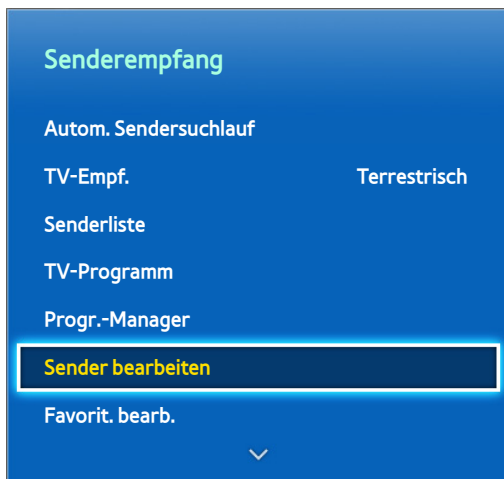 Senderempfang
Autom. Sendersuchlauf
TV-Empf. Terrestrisch
Senderliste
TV-Programm
Progr.-Manager
Sender bearbeiten
Favorit. bearb.